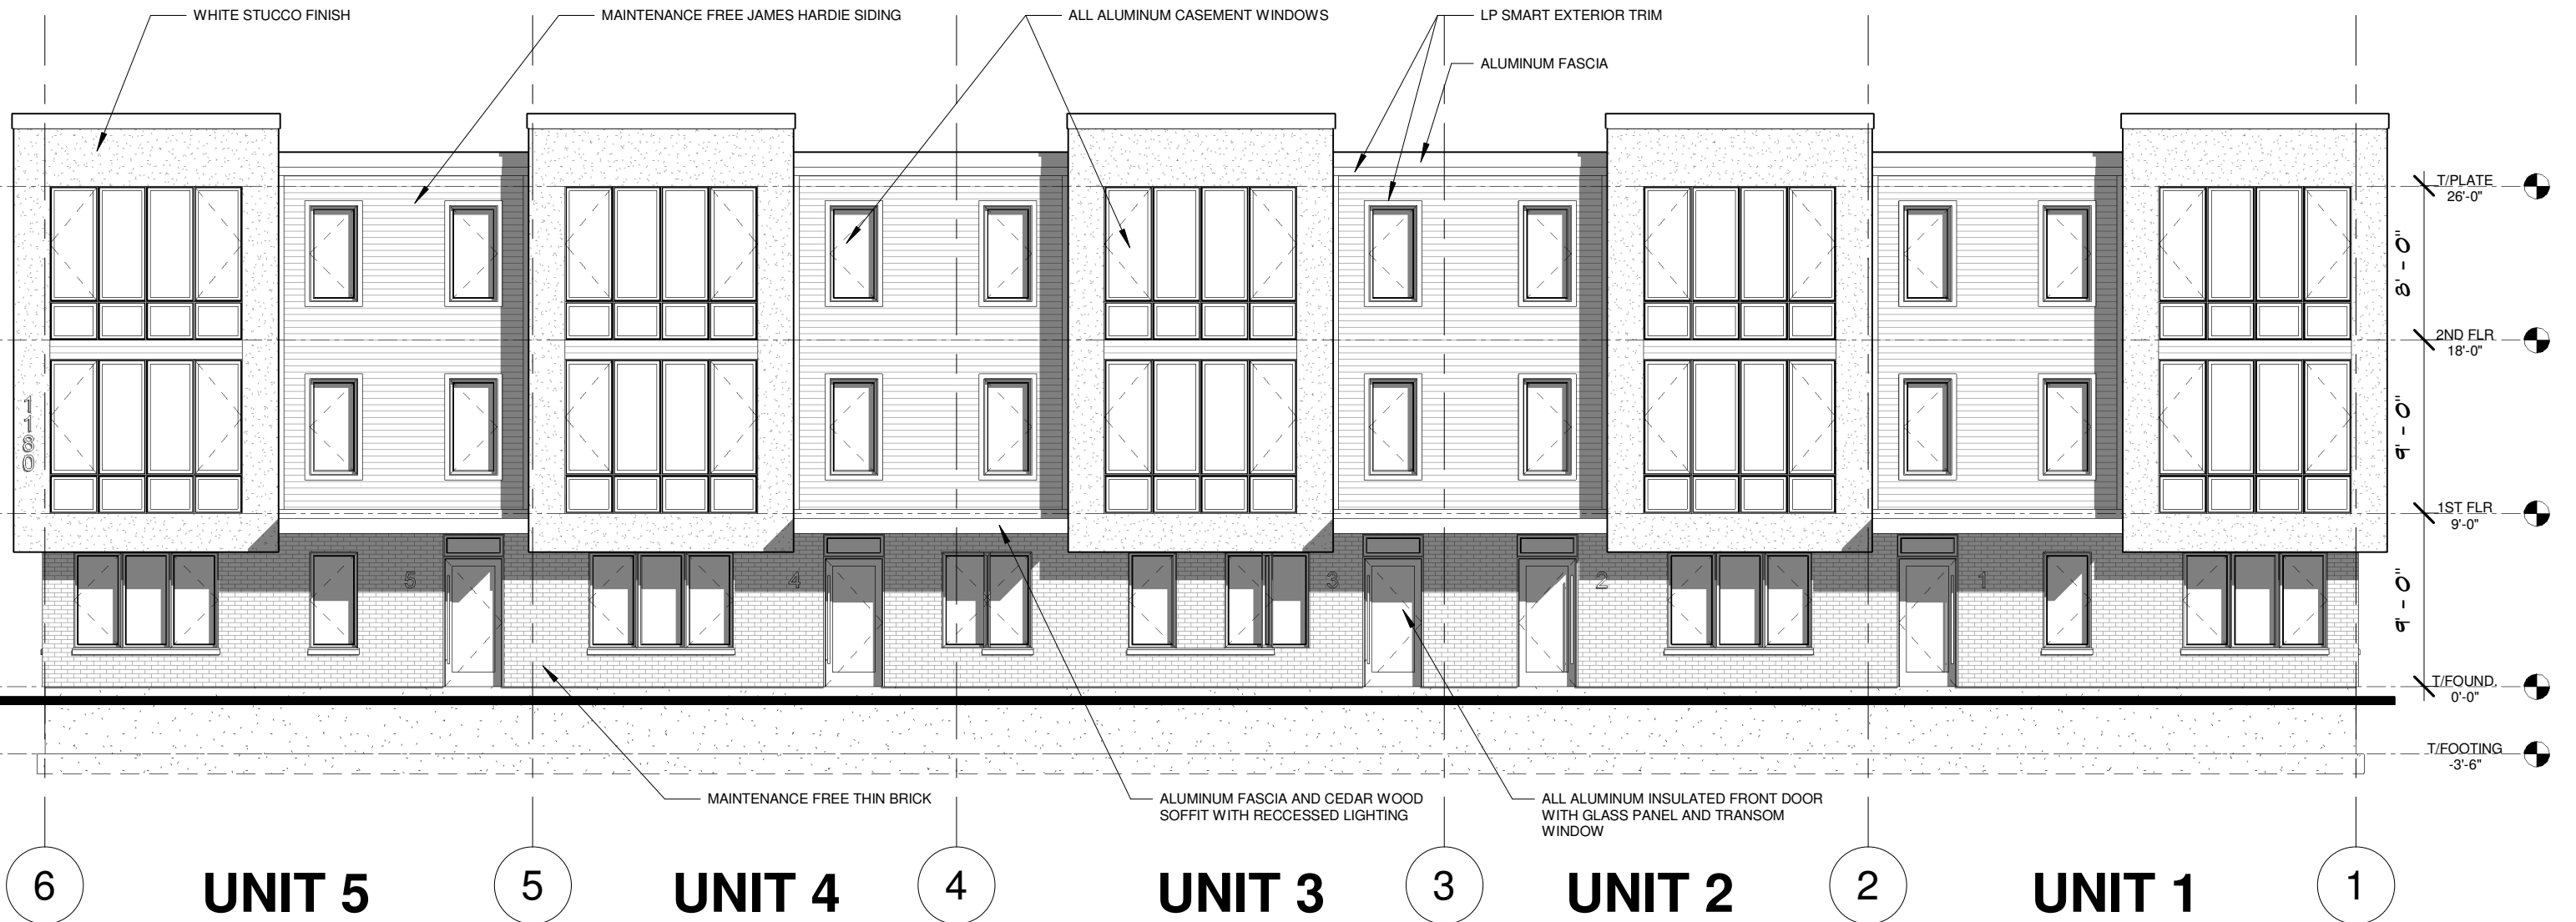 WHITE STUCCO FINISH
MAINTENANCE FREE JAMES HARDIE SIDING
ALL ALUMINUM CASEMENT WINDOWS
LP SMART EXTERIOR TRIM
ALUMINUM FASCIA
T/PLATE
26'-0"
8'-0"
2ND FLR
18'-0"
9'-0"
1180
1ST FLR
9'-0"
5
4
3
2
1
9'-0"
T/FOUND.
0'-0"
T/FOOTING
-3'-6"
MAINTENANCE FREE THIN BRICK
ALUMINUM FASCIA AND CEDAR WOOD
SOFFIT WITH RECCESSED LIGHTING
ALL ALUMINUM INSULATED FRONT DOOR
WITH GLASS PANEL AND TRANSOM
WINDOW
6
UNIT 5
5
UNIT 4
4
UNIT 3
3
UNIT 2
2
UNIT 1
1